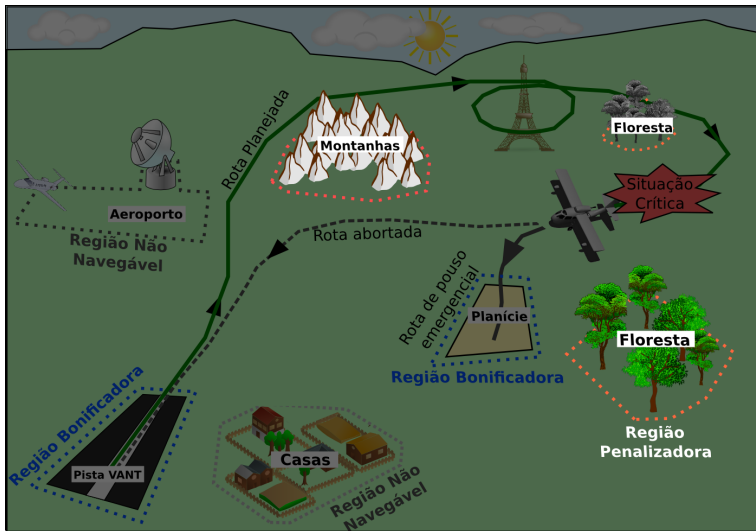 Floresta
Rota Planejada
Montanhas
Situação
Crítica
Aeroporto
Região Não
Navegável
Rota abortada
Rota de pouso
emergencial
Planície
Floresta
Região Bonificadora
Região Bonificadora
Região
Penalizadora
Casas
Pista VANT
Região Não
Navegável